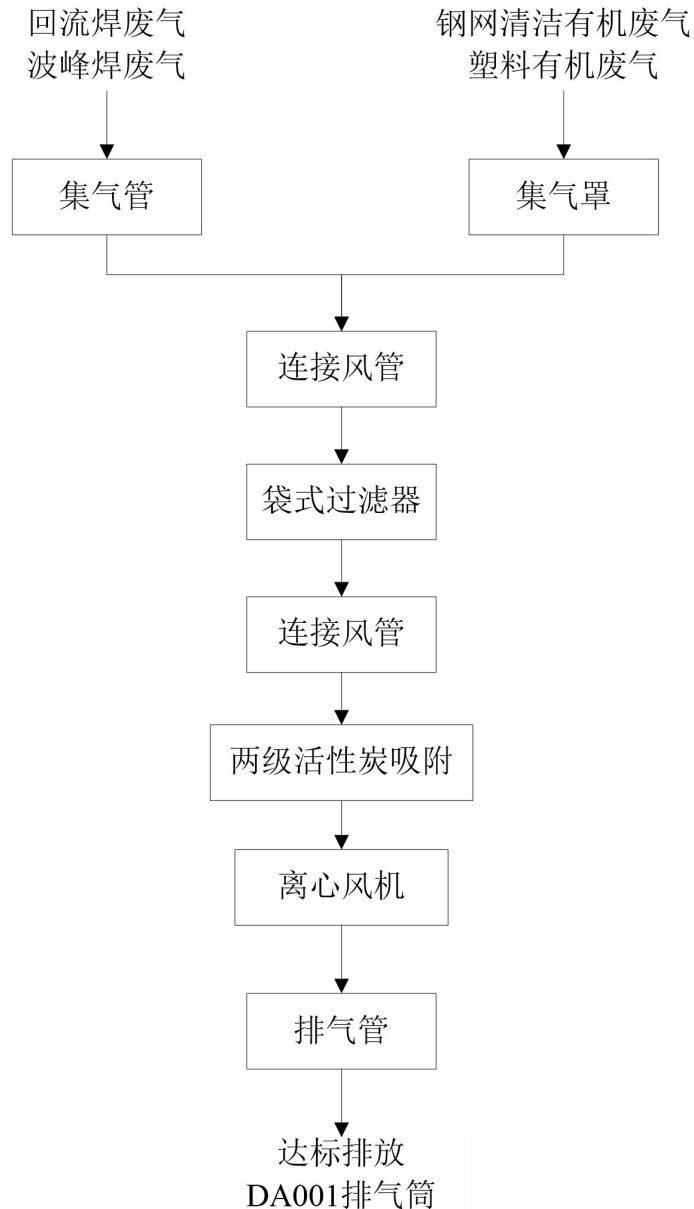 回流焊废气
波峰焊废气
钢网清洁有机废气
塑料有机废气
集气管
集气罩
连接风管
袋式过滤器
连接风管
两级活性炭吸附
离心风机
排气管
达标排放
DA001排气筒